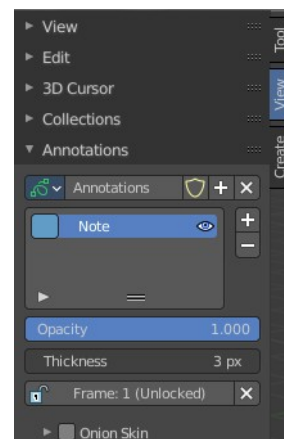 View
Edit
3D Cursor
Collections
Annotations
Annotations
Note
Opacity 1.000
Thickness 3 px
Frame: 1 (Unlocked)
Onion Skin
Tool
View
Create